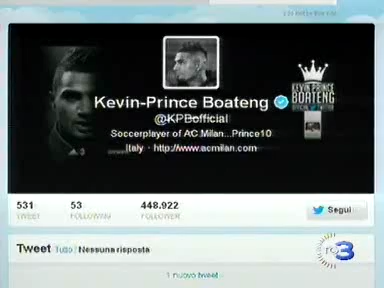 Kevin-Prince Boateng
@KPBofficial
Soccerplayer of AC Milan...Prince10
Italy · http://www.acmilan.com
KEVIN PRINCE
BOATENG
531
TWEET
53
FOLLOWING
448.922
FOLLOWER
Segui
Tweet Tutto Nessuna risposta
3
1 nuovo tweet